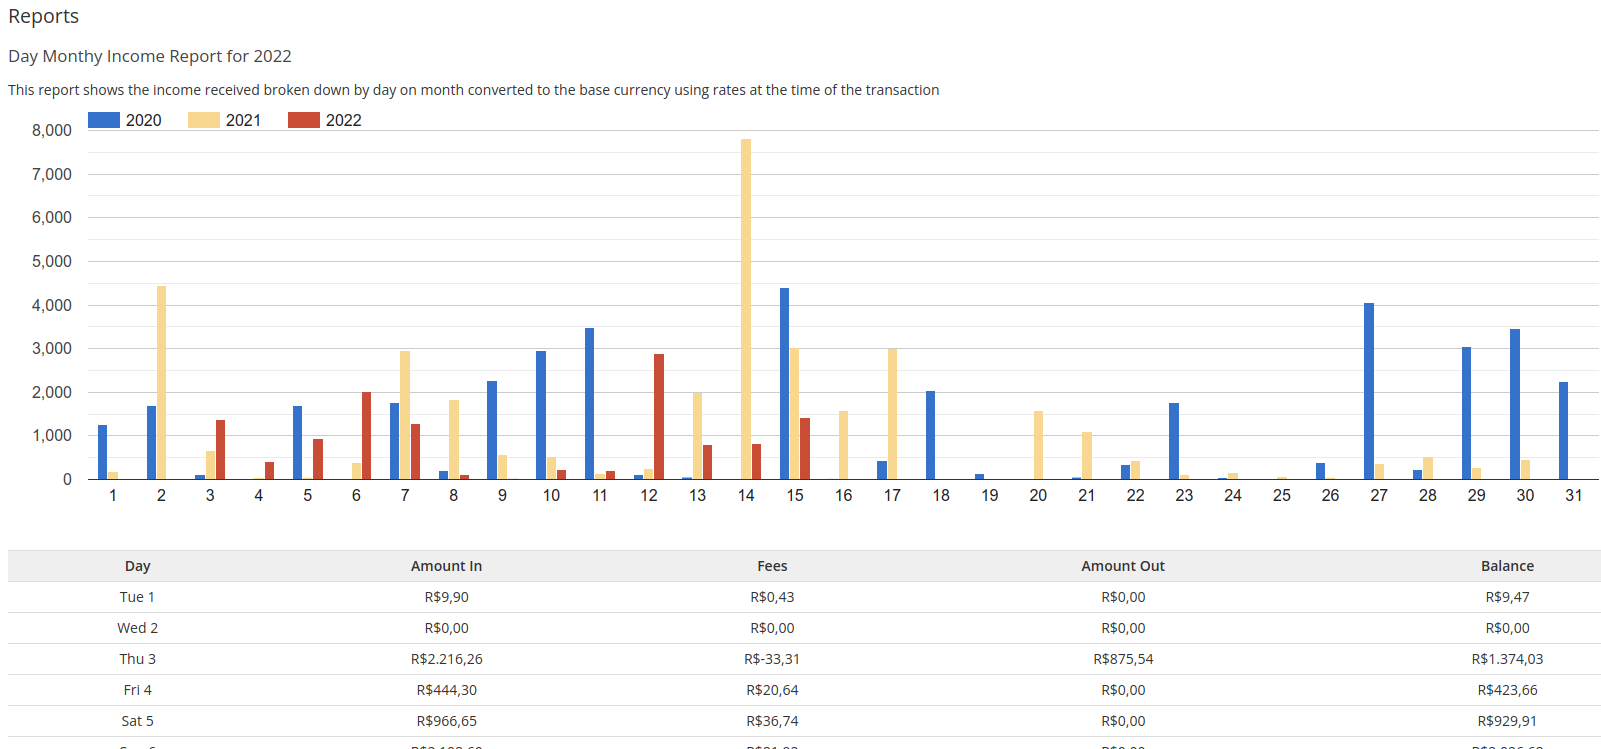 Reports
Day Monthy Income Report for 2022
This report shows the income received broken down by day on month converted to the base currency using rates at the time of the transaction
2020 2021 2022
8,000
7,000
6,000
5,000
4,000
3,000
2,000
1,000
0
1 2 3 4 5 6 7 8 9 10 11 12 13 14 15 16 17 18 19 20 21 22 23 24 25 26 27 28 29 30 31
Day Amount In Fees Amount Out Balance
Tue 1 R$9,90 R$0,43 R$0,00 R$9,47
Wed 2 R$0,00 R$0,00 R$0,00 R$0,00
Thu 3 R$2.216,26 R$-33,31 R$875,54 R$1.374,03
Fri 4 R$444,30 R$20,64 R$0,00 R$423,66
Sat 5 R$966,65 R$36,74 R$0,00 R$929,91